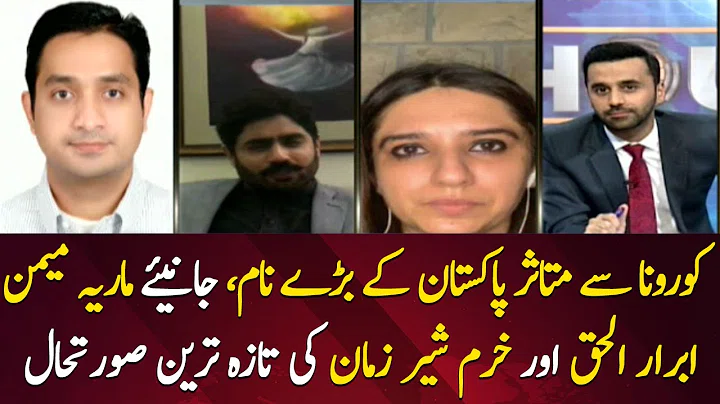 HOU
کورونا سے متاثر پاکستان کے بڑے نام، جانیئے ماریہ میمن
ابرار الحق اور خرم شیر زمان کی تازہ ترین صورتحال